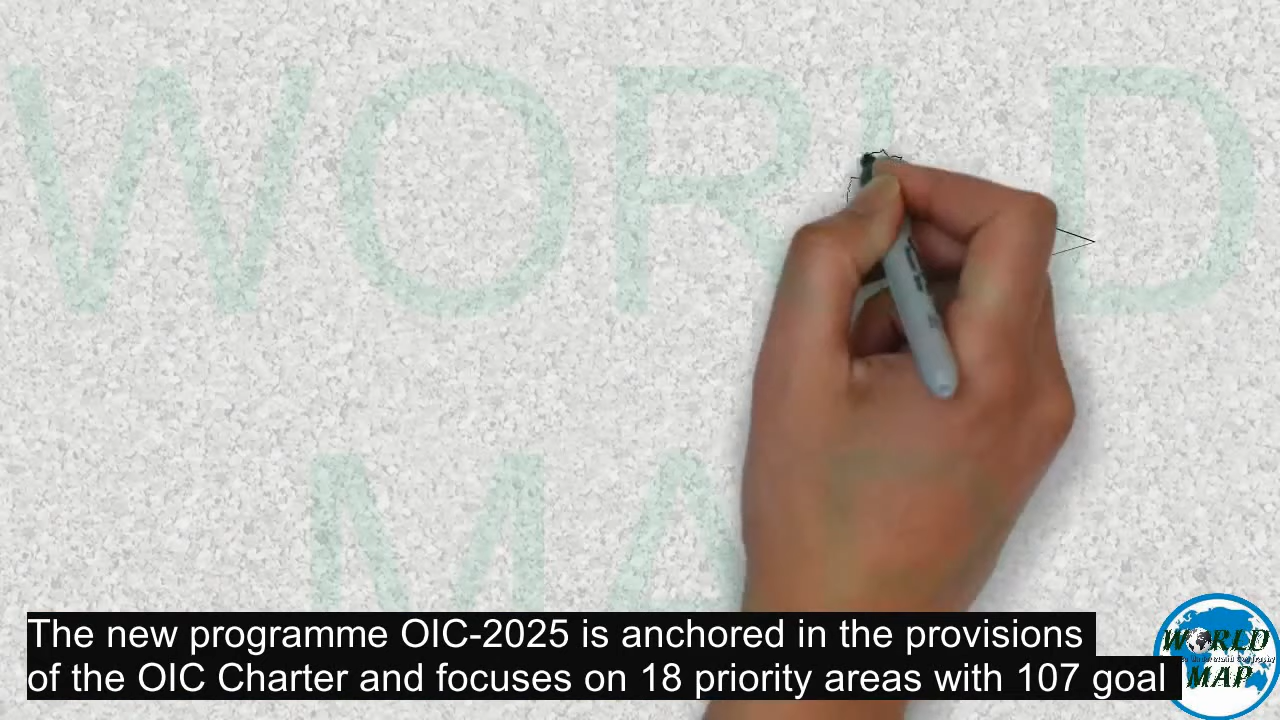 WORLD
MAP
The new programme OIC-2025 is anchored in the provisions
of the OIC Charter and focuses on 18 priority areas with 107 goal
WORLD
MAP